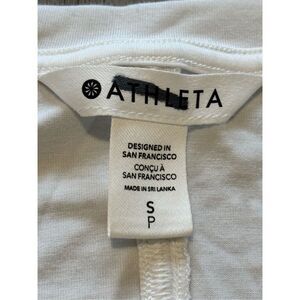 ATHLETA
DESIGNED IN
SAN FRANCISCO
CONÇU À
SAN FRANCISCO
MADE IN SRI LANKA
S
P